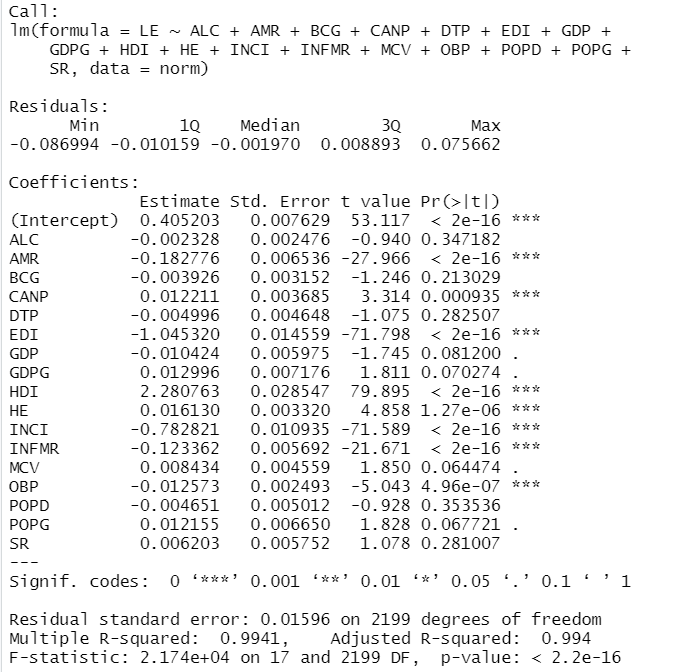 Call:
lm(formula = LE ~ ALC + AMR + BCG + CANP + DTP + EDI + GDP +
    GDPG + HDI + HE + INCI + INFMR + MCV + OBP + POPD + POPG +
    SR, data = norm)
Residuals:
      Min        1Q    Median        3Q       Max
-0.086994 -0.010159 -0.001970  0.008893  0.075662
Coefficients:
             Estimate Std. Error t value Pr(>|t|)
(Intercept)  0.405203   0.007629  53.117  < 2e-16 ***
ALC         -0.002328   0.002476  -0.940 0.347182
AMR         -0.182776   0.006536 -27.966  < 2e-16 ***
BCG         -0.003926   0.003152  -1.246 0.213029
CANP         0.012211   0.003685   3.314 0.000935 ***
DTP         -0.004996   0.004648  -1.075 0.282507
EDI         -1.045320   0.014559 -71.798  < 2e-16 ***
GDP         -0.010424   0.005975  -1.745 0.081200 .
GDPG         0.012996   0.007176   1.811 0.070274 .
HDI          2.280763   0.028547  79.895  < 2e-16 ***
HE           0.016130   0.003320   4.858 1.27e-06 ***
INCI        -0.782821   0.010935 -71.589  < 2e-16 ***
INFMR       -0.123362   0.005692 -21.671  < 2e-16 ***
MCV          0.008434   0.004559   1.850 0.064474 .
OBP         -0.012573   0.002493  -5.043 4.96e-07 ***
POPD        -0.004651   0.005012  -0.928 0.353536
POPG         0.012155   0.006650   1.828 0.067721 .
SR           0.006203   0.005752   1.078 0.281007
---
Signif. codes:  0 ‘***’ 0.001 ‘**’ 0.01 ‘*’ 0.05 ‘.’ 0.1 ‘ ’ 1
Residual standard error: 0.01596 on 2199 degrees of freedom
Multiple R-squared:  0.9941,    Adjusted R-squared:  0.994
F-statistic: 2.174e+04 on 17 and 2199 DF,  p-value: < 2.2e-16